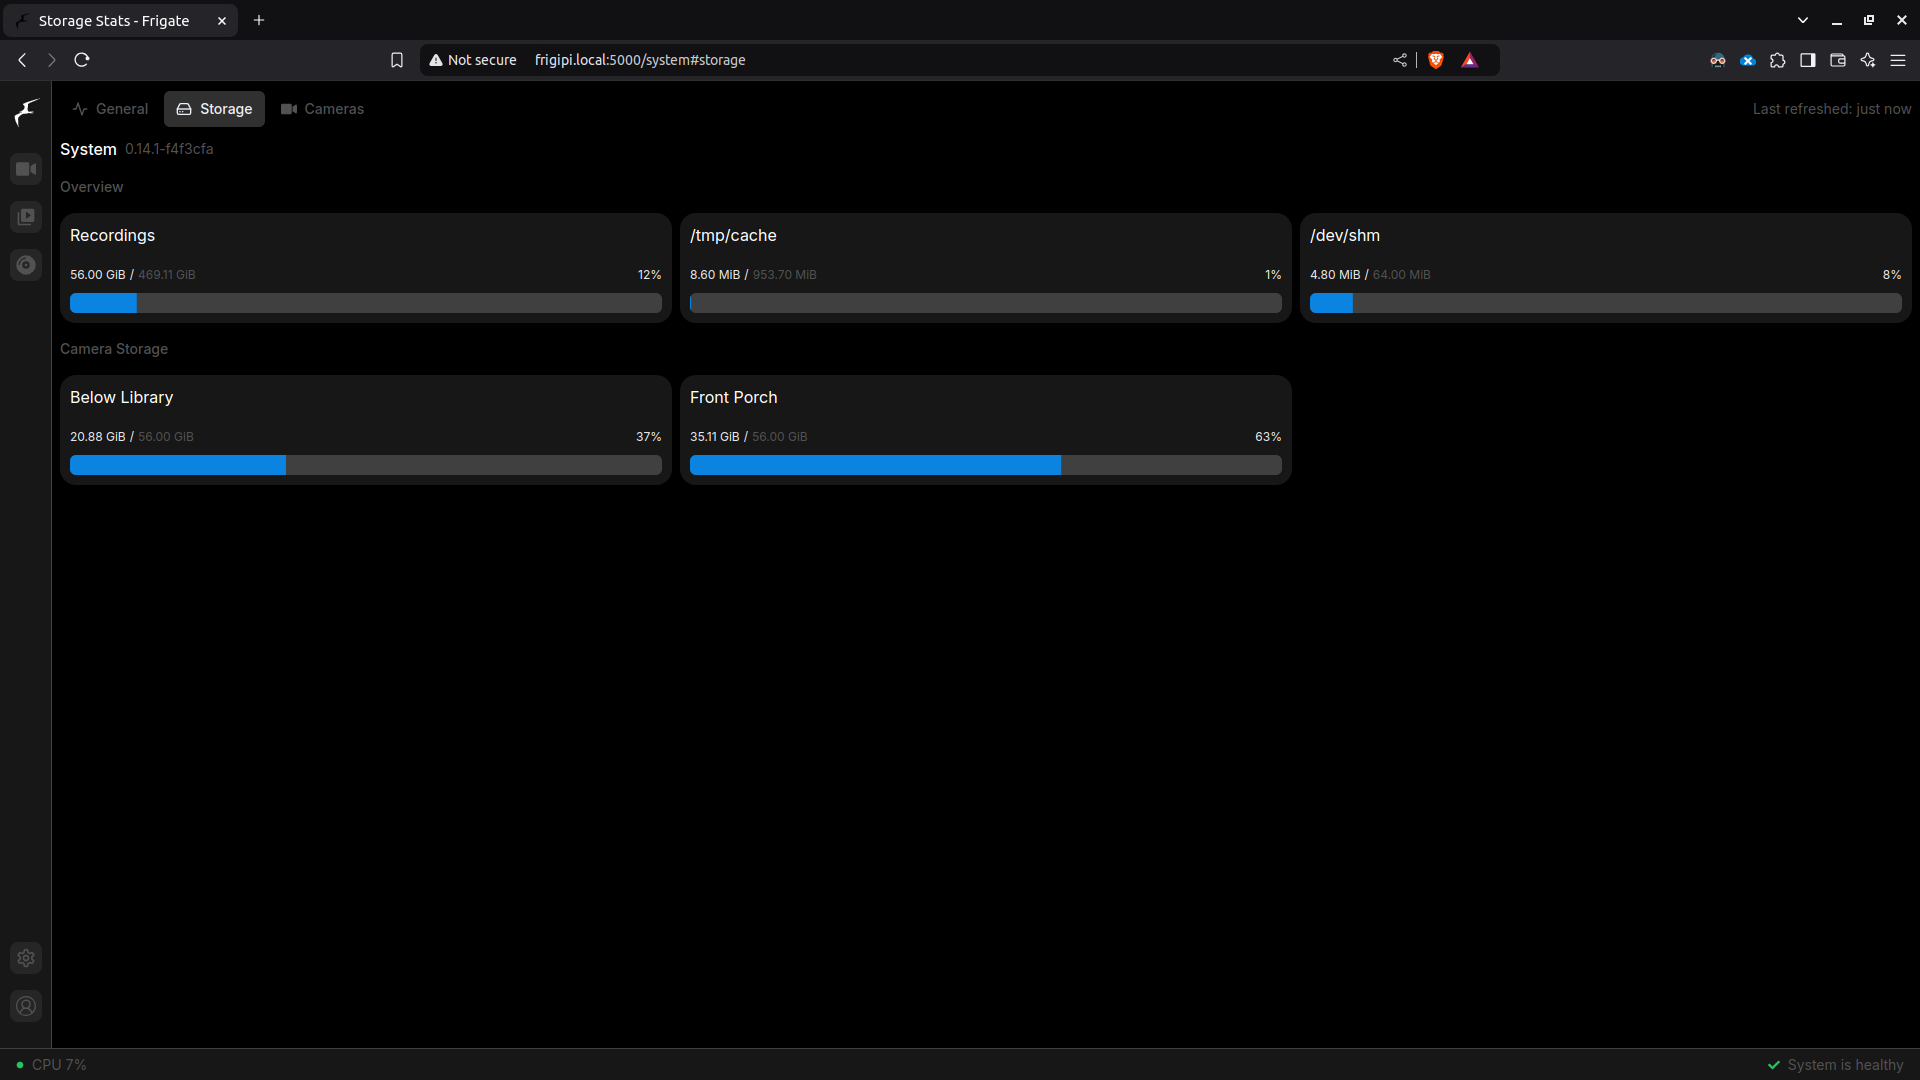 Storage Stats - Frigate
Not secure frigipi.local:5000/system#storage
General Storage Cameras Last refreshed: just now
System 0.14.1-f4f3cfa
Overview
Recordings
56.00 GiB / 469.11 GiB 12%
/tmp/cache
8.60 MiB / 953.70 MiB 1%
/dev/shm
4.80 MiB / 64.00 MiB 8%
Camera Storage
Below Library
20.88 GiB / 56.00 GiB 37%
Front Porch
35.11 GiB / 56.00 GiB 63%
CPU 7% System is healthy